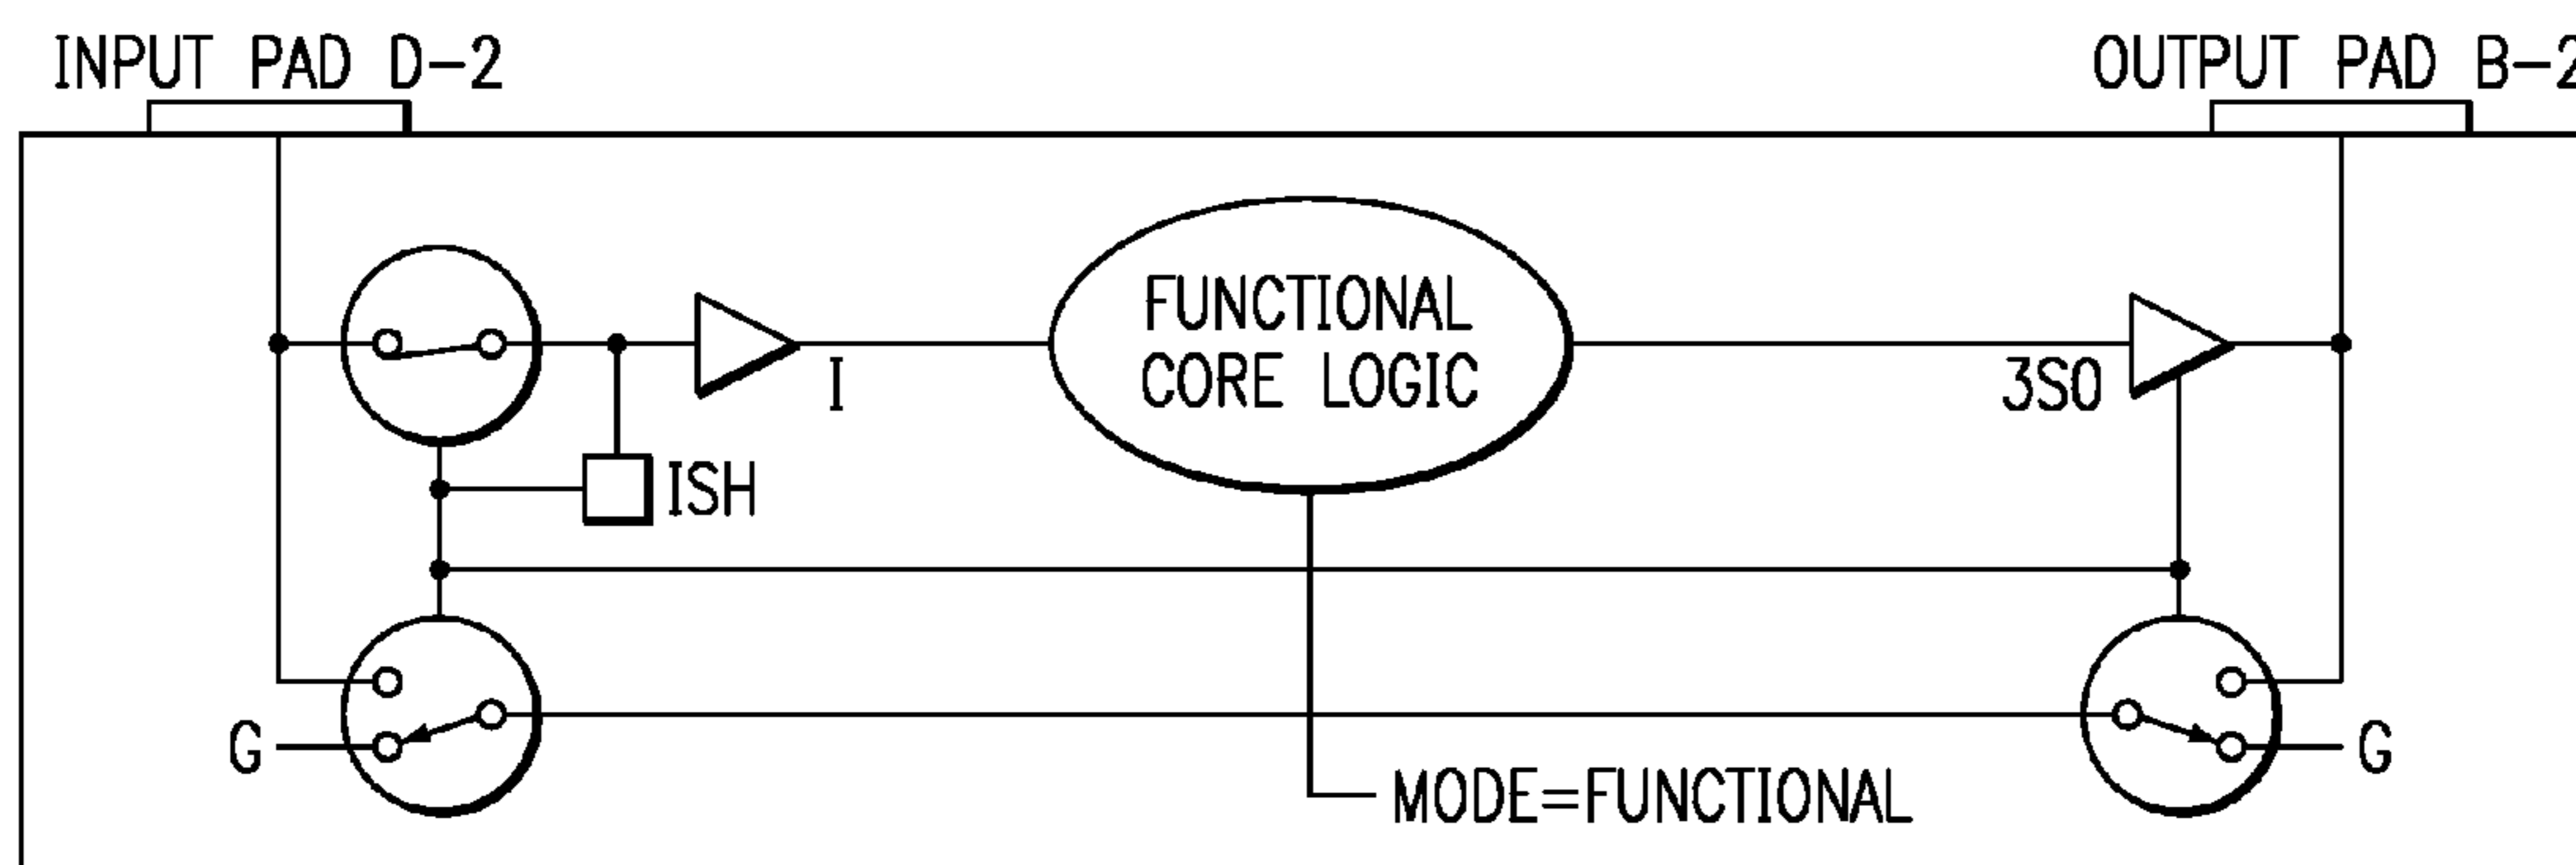 INPUT PAD D-2
OUTPUT PAD B-2
FUNCTIONAL
CORE LOGIC
I
3SO
ISH
G
G
MODE=FUNCTIONAL